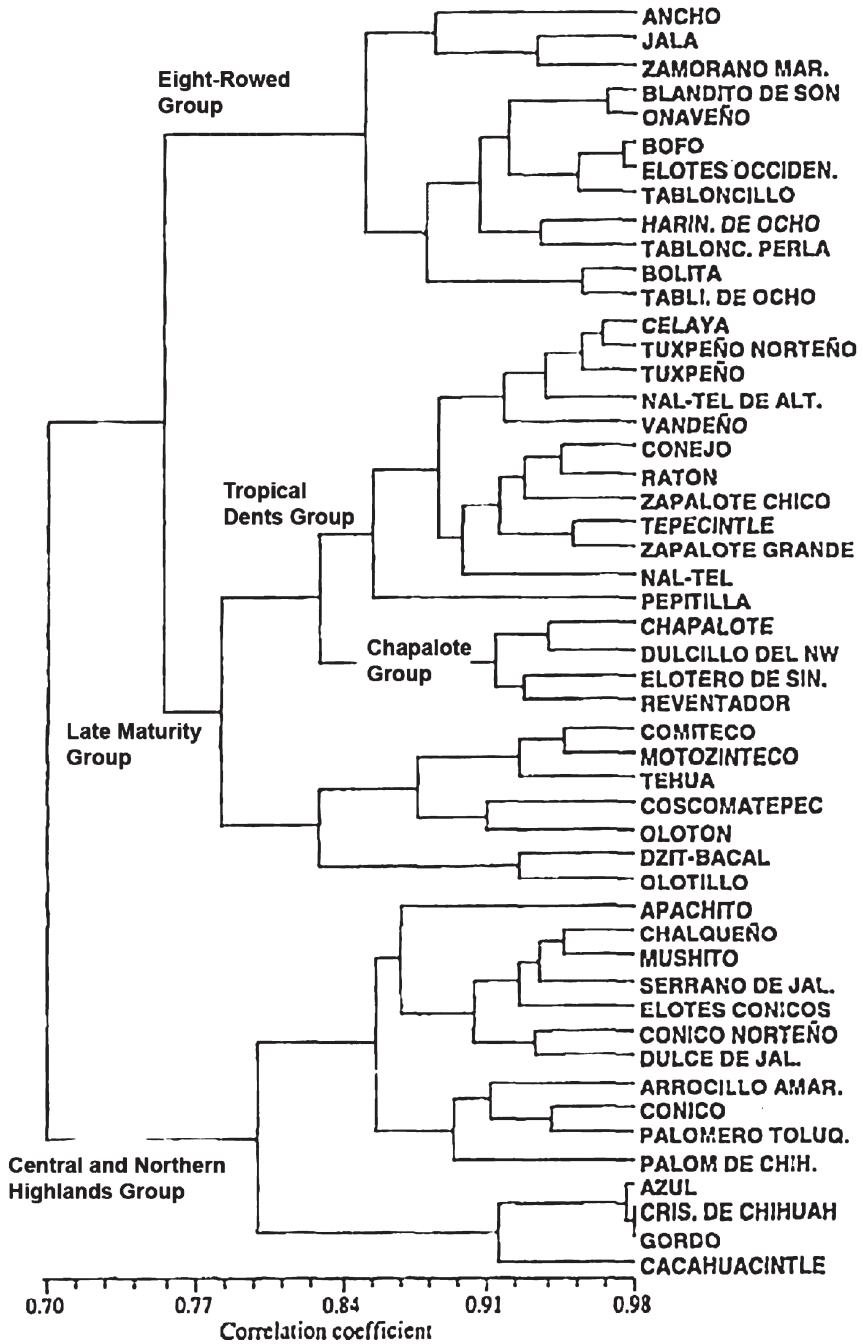 ANCHO
JALA
ZAMORANO MAR.
Eight-Rowed
Group
BLANDITO DE SON
ONAVEÑO
BOFO
ELOTES OCCIDEN.
TABLONCILLO
HARIN. DE OCHO
TABLONC. PERLA
BOLITA
TABLI. DE OCHO
CELAYA
TUXPEÑO NORTEÑO
TUXPEÑO
NAL-TEL DE ALT.
VANDEÑO
CONEJO
RATON
Tropical
Dents Group
ZAPALOTE CHICO
TEPECINTLE
ZAPALOTE GRANDE
NAL-TEL
PEPITILLA
CHAPALOTE
Chapalote
Group
DULCILLO DEL NW
ELOTERO DE SIN.
REVENTADOR
Late Maturity
Group
COMITECO
MOTOZINTECO
TEHUA
COSCOMATEPEC
OLOTON
DZIT-BACAL
OLOTILLO
APACHITO
CHALQUEÑO
MUSHITO
SERRANO DE JAL.
ELOTES CONICOS
CONICO NORTEÑO
DULCE DE JAL.
ARROCILLO AMAR.
CONICO
PALOMERO TOLUQ.
PALOM DE CHIH.
Central and Northern
Highlands Group
AZUL
CRIS. DE CHIHUAH
GORDO
CACAHUACINTLE
0.70 0.77 0.84 0.91 0.98
Correlation coefficient